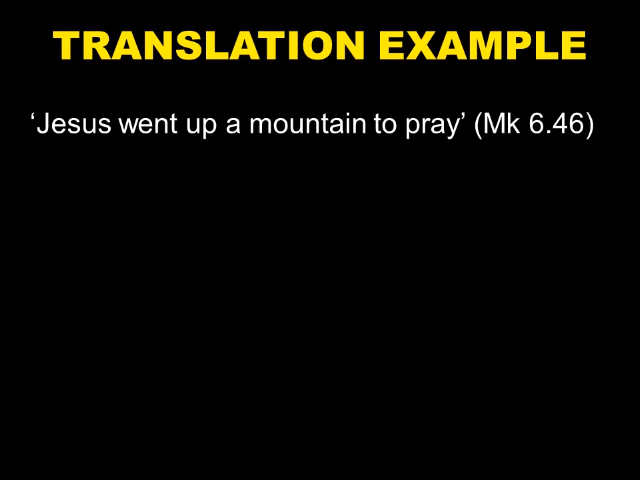 TRANSLATION EXAMPLE
‘Jesus went up a mountain to pray’ (Mk 6.46)